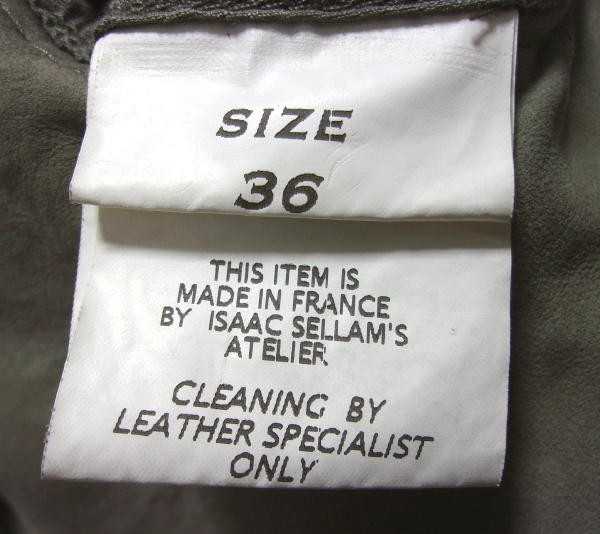 SIZE
36
THIS ITEM IS
MADE IN FRANCE
BY ISAAC SELLAM'S
ATELIER
CLEANING BY
LEATHER SPECIALIST
ONLY